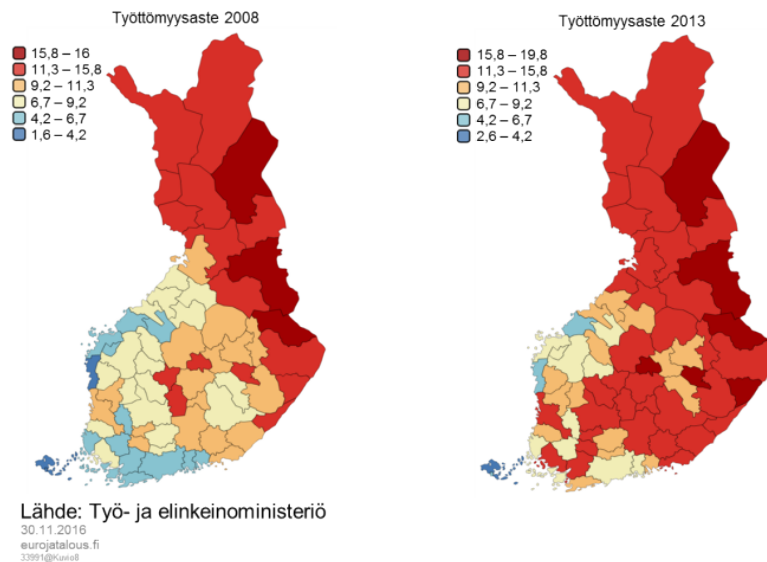 Työttömyysaste 2008
15,8 – 16
11,3 – 15,8
9,2 – 11,3
6,7 – 9,2
4,2 – 6,7
1,6 – 4,2
Työttömyysaste 2013
15,8 – 19,8
11,3 – 15,8
9,2 – 11,3
6,7 – 9,2
4,2 – 6,7
2,6 – 4,2
Lähde: Työ- ja elinkeinoministeriö
30.11.2016
eurojatalous.fi
33991@Kuvio8